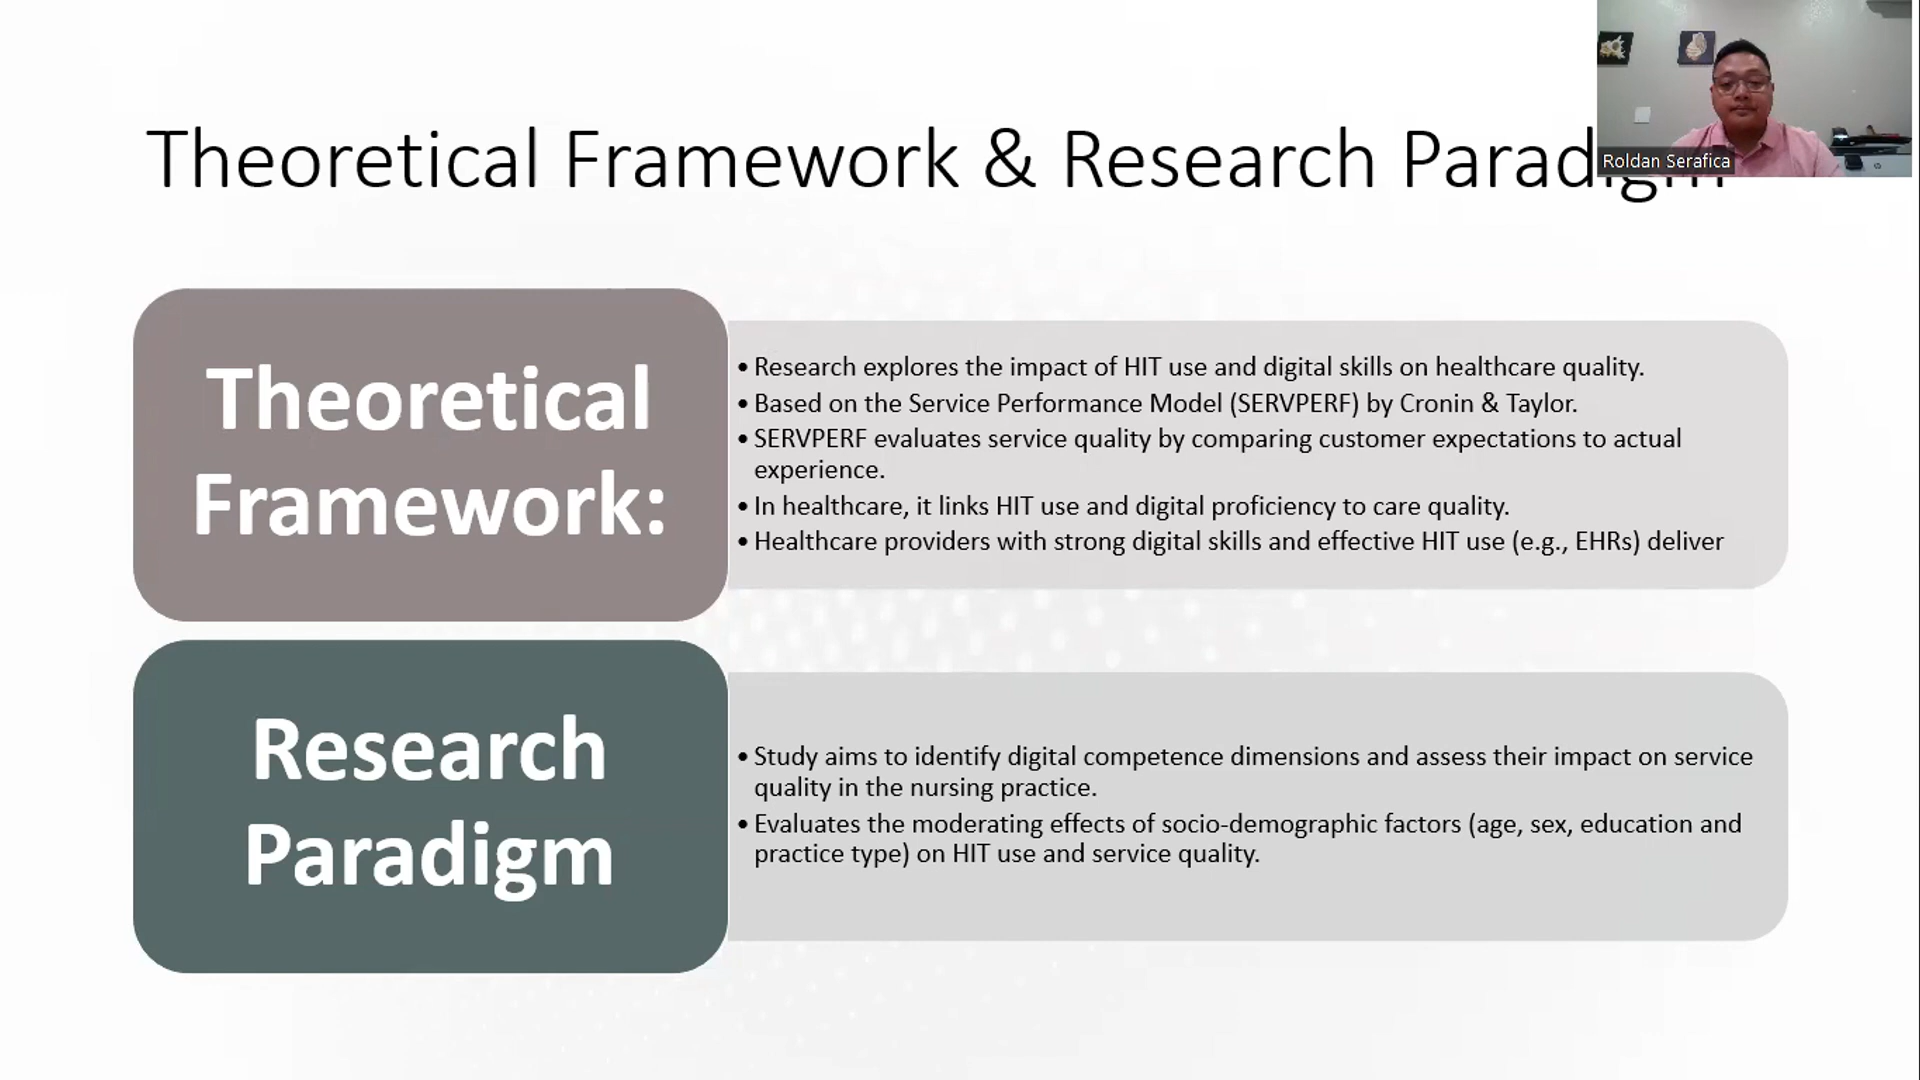 Theoretical Framework & Research Paradigm
Roldan Serafica
Theoretical
Framework:
• Research explores the impact of HIT use and digital skills on healthcare quality.
• Based on the Service Performance Model (SERVPERF) by Cronin & Taylor.
• SERVPERF evaluates service quality by comparing customer expectations to actual
experience.
• In healthcare, it links HIT use and digital proficiency to care quality.
• Healthcare providers with strong digital skills and effective HIT use (e.g., EHRs) deliver
Research
Paradigm
• Study aims to identify digital competence dimensions and assess their impact on service
quality in the nursing practice.
• Evaluates the moderating effects of socio-demographic factors (age, sex, education and
practice type) on HIT use and service quality.